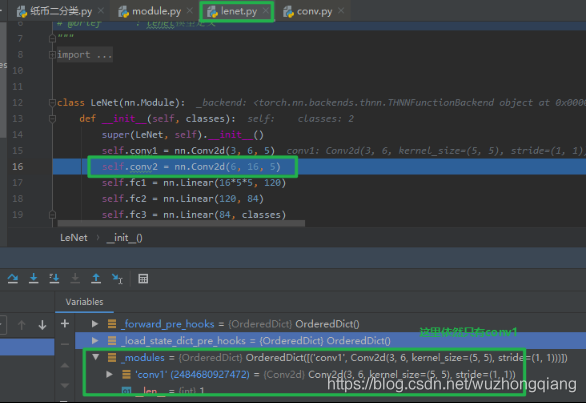 纸币二分类.py × module.py × lenet.py × conv.py ×
6 # @brief : lenet模型定义
7 """
8 import ...
10
11
12 class LeNet(nn.Module): _backend: <torch.nn.backends.thnn.THNNFunctionBackend object at 0x0000
13 def __init__(self, classes): self: classes: 2
14 super(LeNet, self).__init__()
15 self.conv1 = nn.Conv2d(3, 6, 5) conv1: Conv2d(3, 6, kernel_size=(5, 5), stride=(1, 1)
16 self.conv2 = nn.Conv2d(6, 16, 5)
17 self.fc1 = nn.Linear(16*5*5, 120)
18 self.fc2 = nn.Linear(120, 84)
19 self.fc3 = nn.Linear(84, classes)
LeNet › __init__()
Variables
_forward_pre_hooks = {OrderedDict} OrderedDict()
这里依然只有conv1
_load_state_dict_pre_hooks = {OrderedDict} OrderedDict()
_modules = {OrderedDict} OrderedDict([('conv1', Conv2d(3, 6, kernel_size=(5, 5), stride=(1, 1)))])
'conv1' (2484680927472) = {Conv2d} Conv2d(3, 6, kernel_size=(5, 5), stride=(1, 1))
__len__ = {int} 1
https://blog.csdn.net/wuzhongqiang